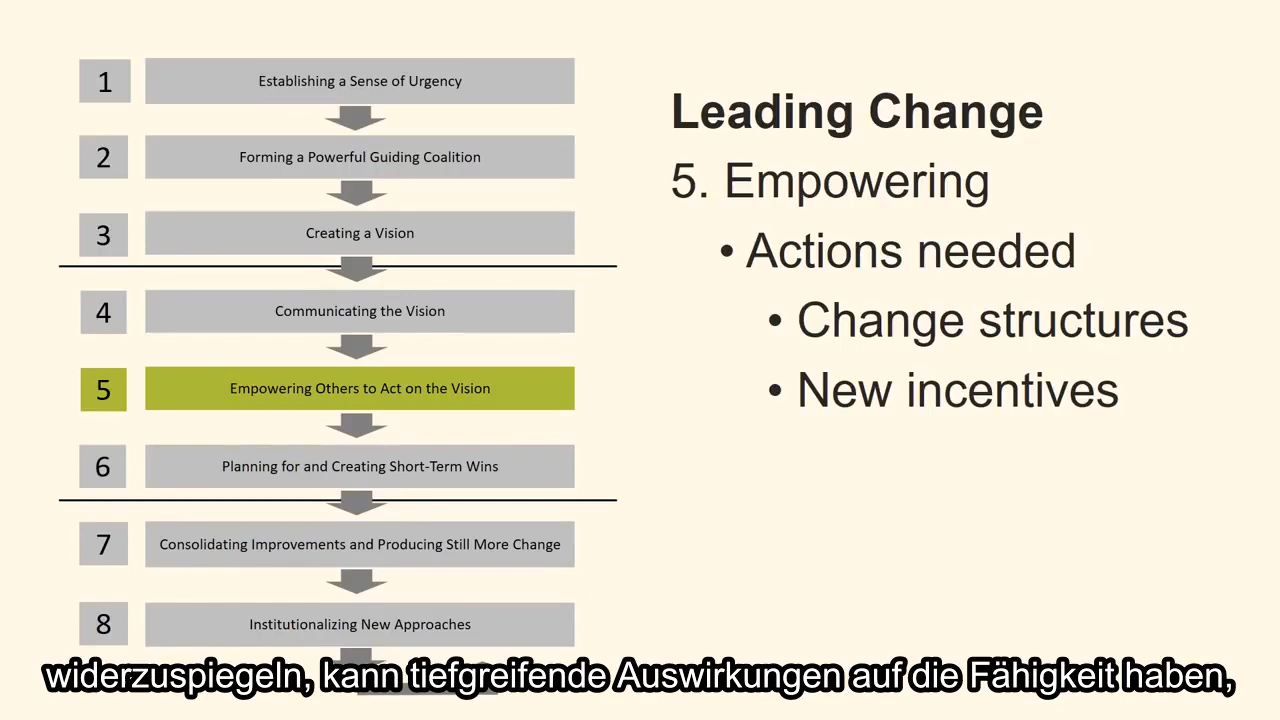 1 Establishing a Sense of Urgency
2 Forming a Powerful Guiding Coalition
3 Creating a Vision
4 Communicating the Vision
5 Empowering Others to Act on the Vision
6 Planning for and Creating Short-Term Wins
7 Consolidating Improvements and Producing Still More Change
8 Institutionalizing New Approaches
Leading Change
5. Empowering
• Actions needed
• Change structures
• New incentives
widerzuspiegeln, kann tiefgreifende Auswirkungen auf die Fähigkeit haben,